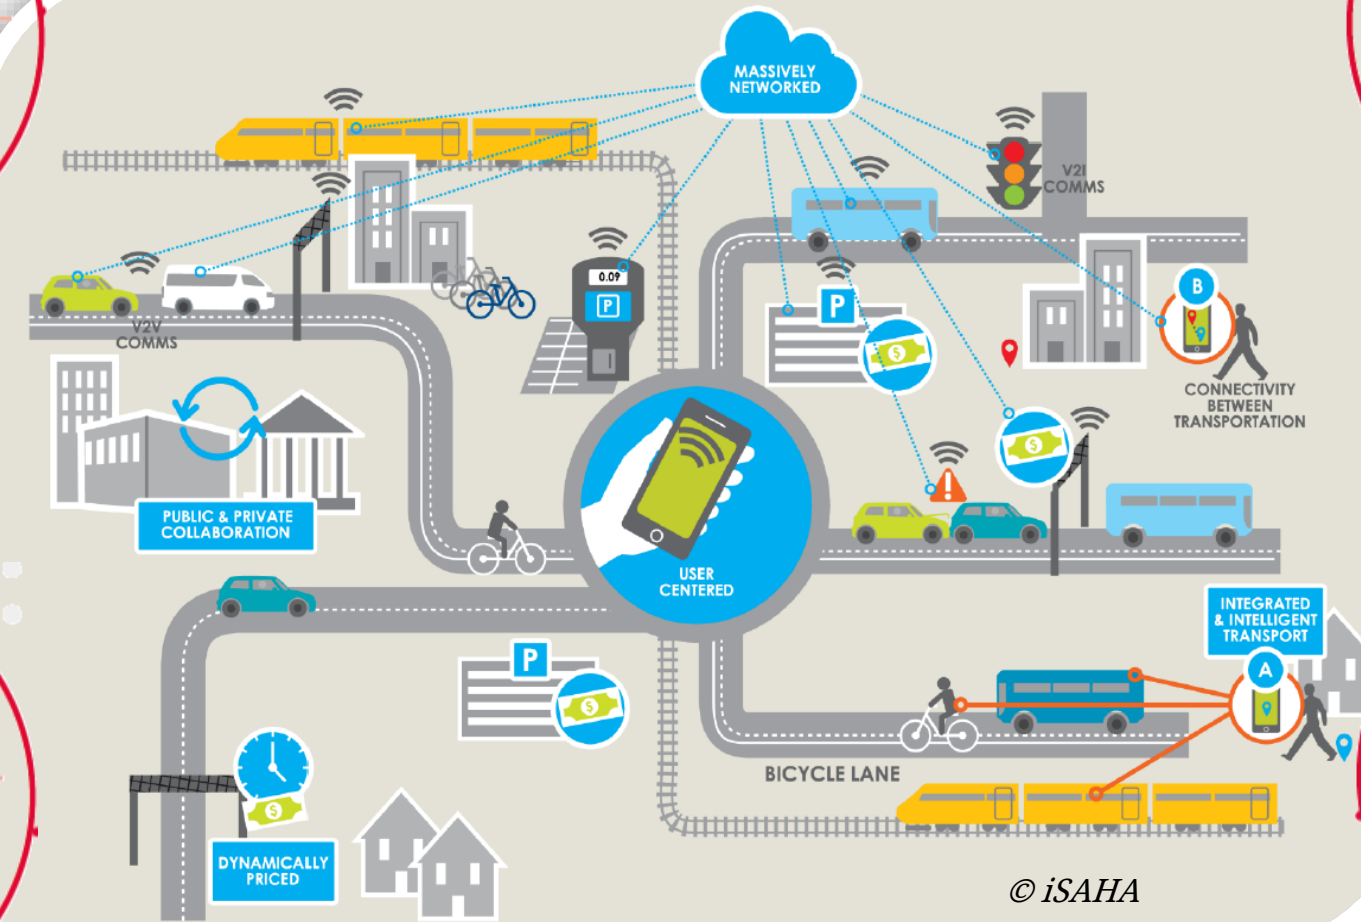 MASSIVELY
NETWORKED
V2I
COMMS
0.09
P
P
$
B
V2V
COMMS
CONNECTIVITY
BETWEEN
TRANSPORTATION
$
PUBLIC & PRIVATE
COLLABORATION
USER
CENTERED
INTEGRATED
& INTELLIGENT
TRANSPORT
A
P
$
BICYCLE LANE
$
DYNAMICALLY
PRICED
© iSAHA